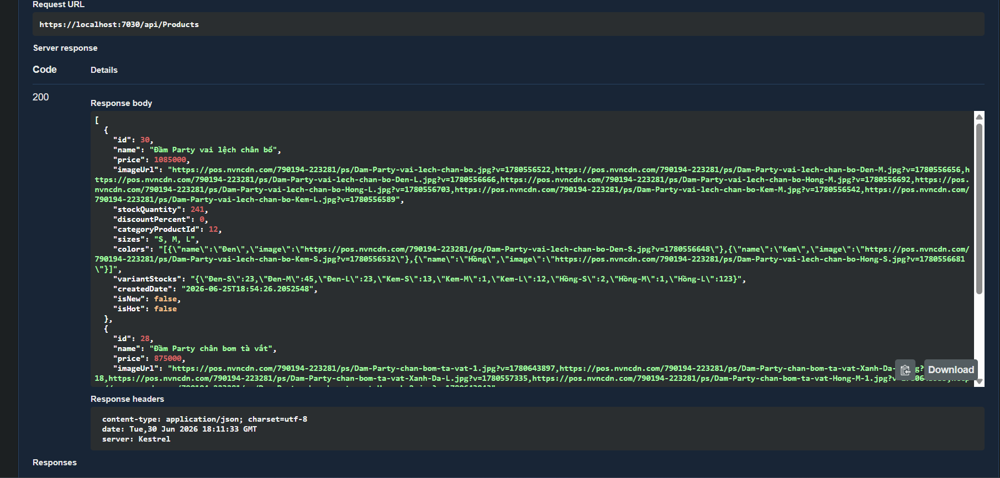 Request URL
https://localhost:7030/api/Products
Server response
Code Details
200
Response body
[
{
"id": 30,
"name": "Đầm Party vai lệch chân bổ",
"price": 1085000,
"imageUrl": "https://pos.nvncdn.com/790194-223281/ps/Dam-Party-vai-lech-chan-bo.jpg?v=1780556522,https://pos.nvncdn.com/790194-223281/ps/Dam-Party-vai-lech-chan-bo-Den-M.jpg?v=1780556656,h
ttps://pos.nvncdn.com/790194-223281/ps/Dam-Party-vai-lech-chan-bo-Den-L.jpg?v=1780556666,https://pos.nvncdn.com/790194-223281/ps/Dam-Party-vai-lech-chan-bo-Hong-M.jpg?v=1780556692,https://pos.
nvncdn.com/790194-223281/ps/Dam-Party-vai-lech-chan-bo-Hong-L.jpg?v=1780556703,https://pos.nvncdn.com/790194-223281/ps/Dam-Party-vai-lech-chan-bo-Kem-M.jpg?v=1780556542,https://pos.nvncdn.com/
790194-223281/ps/Dam-Party-vai-lech-chan-bo-Kem-L.jpg?v=1780556589",
"stockQuantity": 241,
"discountPercent": 0,
"categoryProductId": 12,
"sizes": "S, M, L",
"colors": "[{\"name\":\"Đen\",\"image\":\"https://pos.nvncdn.com/790194-223281/ps/Dam-Party-vai-lech-chan-bo-Den-S.jpg?v=1780556648\"},{\"name\":\"Kem\",\"image\":\"https://pos.nvncdn.com/
790194-223281/ps/Dam-Party-vai-lech-chan-bo-Kem-S.jpg?v=1780556532\"},{\"name\":\"Hồng\",\"image\":\"https://pos.nvncdn.com/790194-223281/ps/Dam-Party-vai-lech-chan-bo-Hong-S.jpg?v=1780556681
\"}]",
"variantStocks": "{\"Đen-S\":23,\"Đen-M\":45,\"Đen-L\":23,\"Kem-S\":13,\"Kem-M\":1,\"Kem-L\":12,\"Hồng-S\":2,\"Hồng-M\":1,\"Hồng-L\":123}",
"createdDate": "2026-06-25T18:54:26.2052548",
"isNew": false,
"isHot": false
},
{
"id": 28,
"name": "Đầm Party chân bom tà vắt",
"price": 875000,
"imageUrl": "https://pos.nvncdn.com/790194-223281/ps/Dam-Party-chan-bom-ta-vat-1.jpg?v=1780643897,https://pos.nvncdn.com/790194-223281/ps/Dam-Party-chan-bom-ta-vat-Xanh-Da-
18,https://pos.nvncdn.com/790194-223281/ps/Dam-Party-chan-bom-ta-vat-Xanh-Da-L.jpg?v=1780557335,https://pos.nvncdn.com/790194-223281/ps/Dam-Party-chan-bom-ta-vat-Hong-M-1.jpg?v
Download
Response headers
content-type: application/json; charset=utf-8
date: Tue,30 Jun 2026 18:11:33 GMT
server: Kestrel
Responses